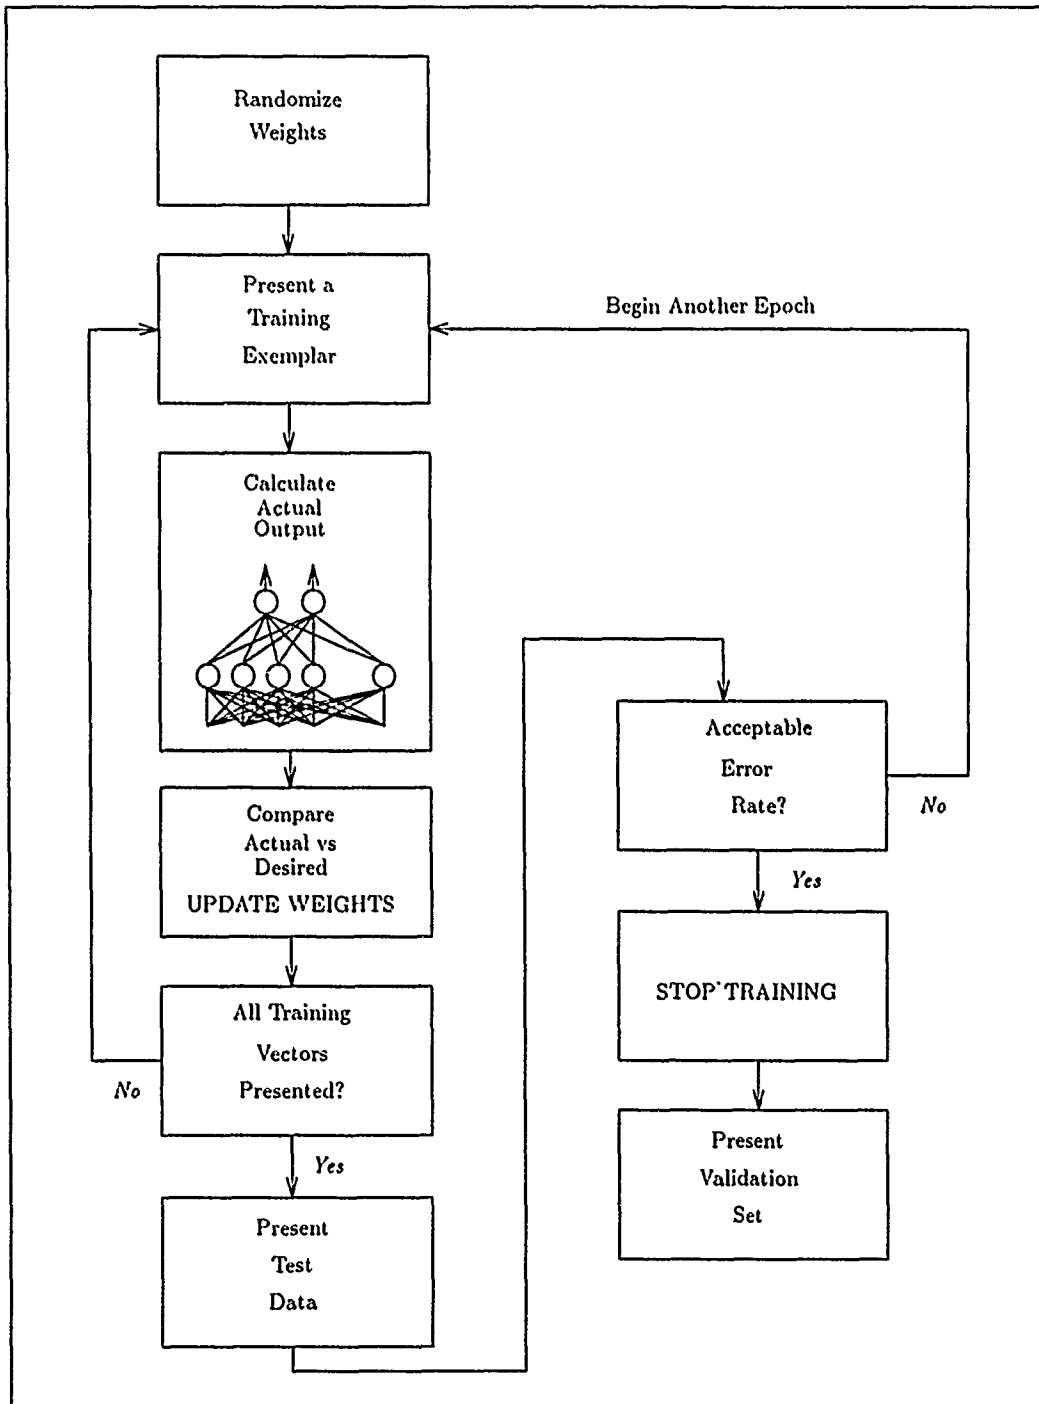 Randomize
Weights
Present a
Training
Exemplar
Begin Another Epoch
Calculate
Actual
Output
Compare
Actual vs
Desired
UPDATE WEIGHTS
All Training
Vectors
Presented?
No
Yes
Present
Test
Data
Acceptable
Error
Rate?
No
Yes
STOP TRAINING
Present
Validation
Set